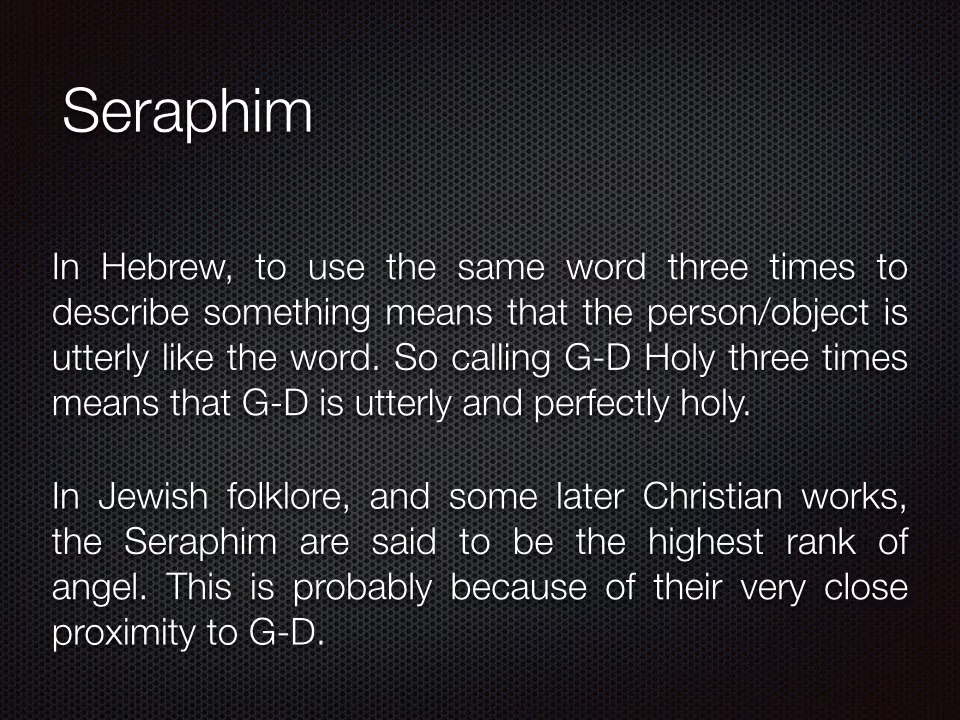 Seraphim
In Hebrew, to use the same word three times to
describe something means that the person/object is
utterly like the word. So calling G-D Holy three times
means that G-D is utterly and perfectly holy.
In Jewish folklore, and some later Christian works,
the Seraphim are said to be the highest rank of
angel. This is probably because of their very close
proximity to G-D.